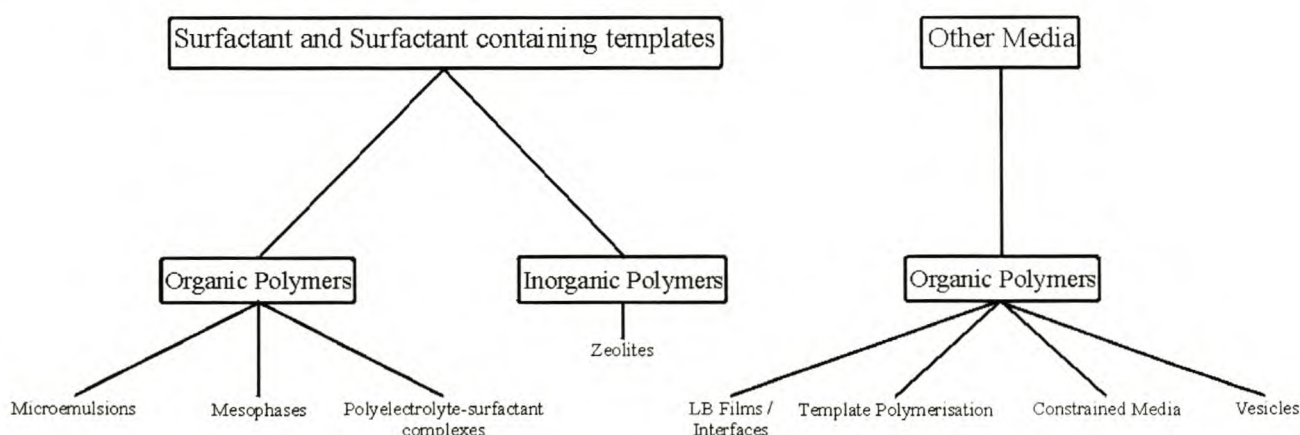 Surfactant and Surfactant containing templates
Other Media
Organic Polymers
Inorganic Polymers
Organic Polymers
Zeolites
Microemulsions
Mesophases
Polyelectrolyte-surfactant
complexes
LB Films /
Interfaces
Template Polymerisation
Constrained Media
Vesicles